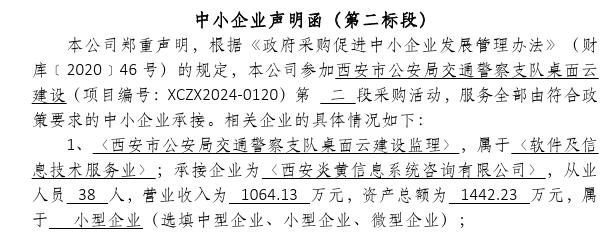 中小企业声明函（第二标段）
本公司郑重声明，根据《政府采购促进中小企业发展管理办法》（财
库﹝2020﹞46号）的规定，本公司参加西安市公安局交通警察支队桌面云
建设（项目编号：XCZX2024-0120）第 二 段采购活动，服务全部由符合政
策要求的中小企业承接。相关企业的具体情况如下：
1、〈西安市公安局交通警察支队桌面云建设监理〉，属于〈软件及信
息技术服务业〉；承接企业为〈西安炎黄信息系统咨询有限公司〉，从业
人员 38 人，营业收入为 1064.13 万元，资产总额为 1442.23 万元，属
于 小型企业（选填中型企业、小型企业、微型企业）；